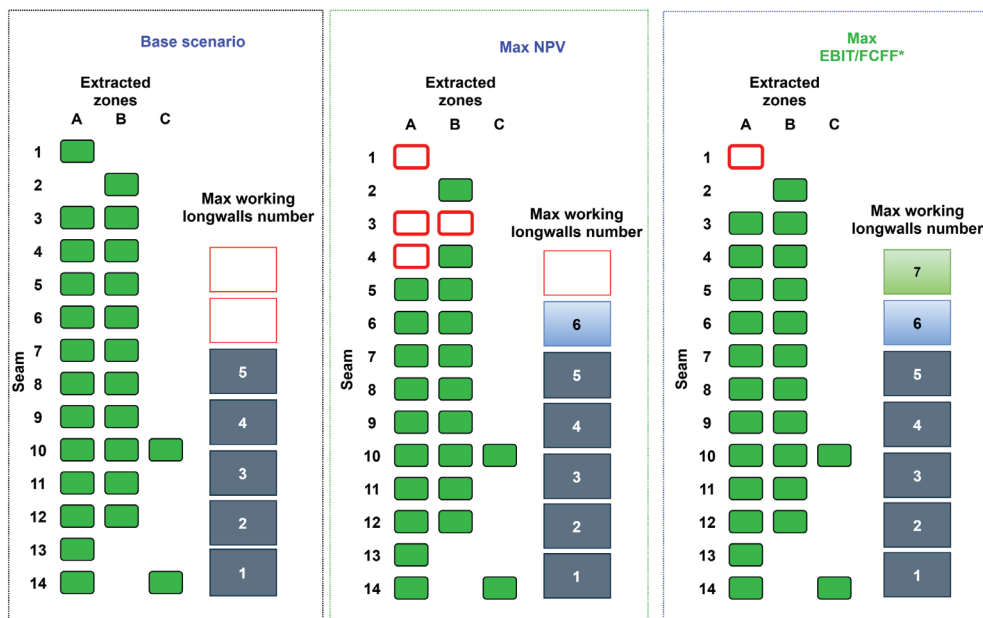 Base scenario
Extracted
zones
A B C
1
2
3
4
5
6
7
8
9
10
11
12
13
14
Seam
Max working
longwalls number
5
4
3
2
1
Max NPV
Extracted
zones
A B C
1
2
3
4
5
6
7
8
9
10
11
12
13
14
Seam
Max working
longwalls number
6
5
4
3
2
1
Max
EBIT/FCFF*
Extracted
zones
A B C
1
2
3
4
5
6
7
8
9
10
11
12
13
14
Seam
Max working
longwalls number
7
6
5
4
3
2
1